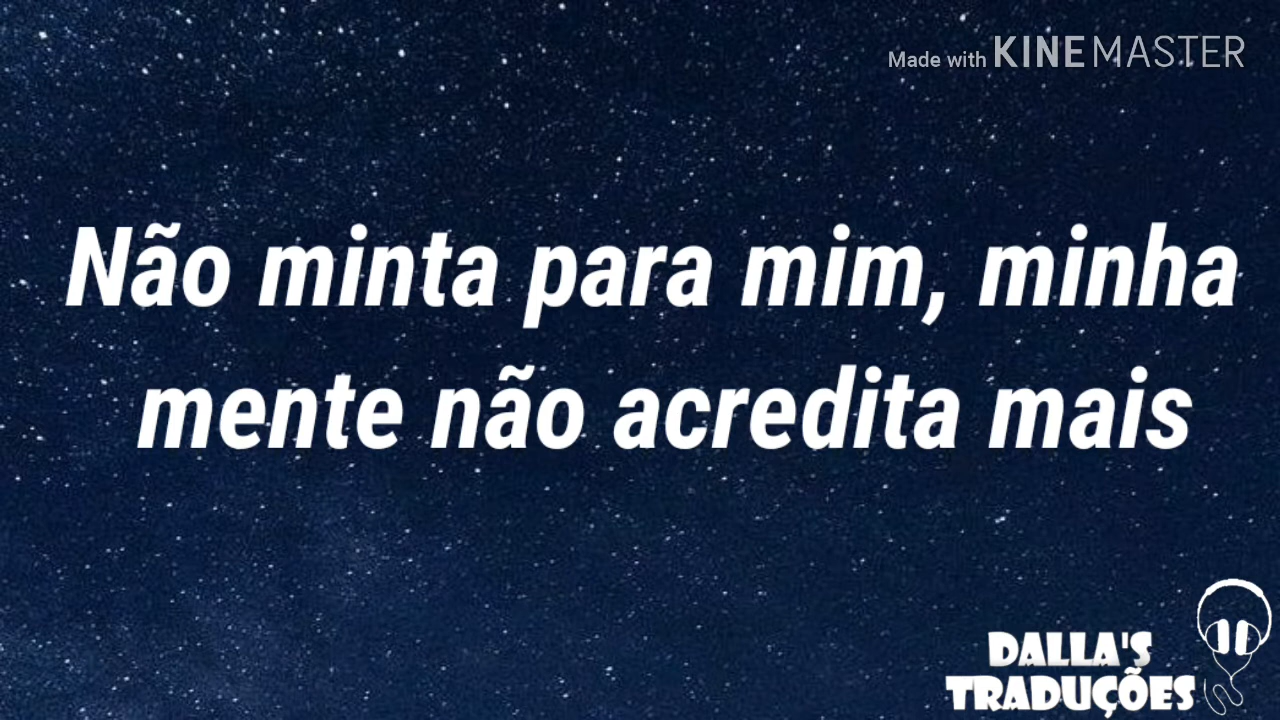 Made with KINEMASTER
Não minta para mim, minha
mente não acredita mais
DALLA'S
TRADUÇÕES